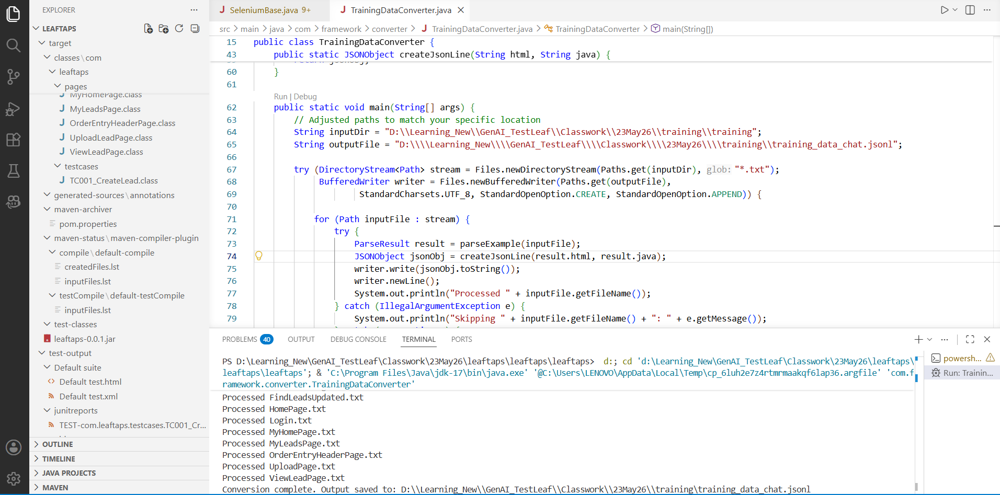 EXPLORER
LEAFTAPS
target
classes\com
leaftaps
pages
MyHomePage.class
MyLeadsPage.class
OrderEntryHeaderPage.class
UploadLeadPage.class
ViewLeadPage.class
testcases
TC001_CreateLead.class
generated-sources\annotations
maven-archiver
pom.properties
maven-status\maven-compiler-plugin
compile\default-compile
createdFiles.lst
inputFiles.lst
testCompile\default-testCompile
inputFiles.lst
test-classes
leaftaps-0.0.1.jar
test-output
Default suite
Default test.html
Default test.xml
junitreports
TEST-com.leaftaps.testcases.TC001_Cr...
OUTLINE
TIMELINE
JAVA PROJECTS
MAVEN
SeleniumBase.java 9+
TrainingDataConverter.java
src > main > java > com > framework > converter > TrainingDataConverter.java > TrainingDataConverter > main(String[])
15 public class TrainingDataConverter {
43 public static JSONObject createJsonLine(String html, String java) {
60 }
61
Run | Debug
62 public static void main(String[] args) {
63 // Adjusted paths to match your specific location
64 String inputDir = "D:\\Learning_New\\GenAI_TestLeaf\\Classwork\\23May26\\training\\training";
65 String outputFile = "D:\\\\Learning_New\\\\GenAI_TestLeaf\\\\Classwork\\\\23May26\\\\training\\training_data_chat.jsonl";
66
67 try (DirectoryStream<Path> stream = Files.newDirectoryStream(Paths.get(inputDir), glob: "*.txt");
68 BufferedWriter writer = Files.newBufferedWriter(Paths.get(outputFile),
69 StandardCharsets.UTF_8, StandardOpenOption.CREATE, StandardOpenOption.APPEND)) {
70
71 for (Path inputFile : stream) {
72 try {
73 ParseResult result = parseExample(inputFile);
74 JSONObject jsonObj = createJsonLine(result.html, result.java);
75 writer.write(jsonObj.toString());
76 writer.newLine();
77 System.out.println("Processed " + inputFile.getFileName());
78 } catch (IllegalArgumentException e) {
79 System.out.println("Skipping " + inputFile.getFileName() + ": " + e.getMessage());
PROBLEMS 40 OUTPUT DEBUG CONSOLE TERMINAL PORTS
PS D:\Learning_New\GenAI_TestLeaf\Classwork\23May26\leaftaps\leaftaps\leaftaps> d:; cd 'd:\Learning_New\GenAI_TestLeaf\Classwork\23May26\leaftaps\
leaftaps\leaftaps'; & 'C:\Program Files\Java\jdk-17\bin\java.exe' '@C:\Users\LENOVO\AppData\Local\Temp\cp_6luh2e7z4rtmrmaakqf6lap36.argfile' 'com.f
ramework.converter.TrainingDataConverter'
Processed FindLeadsUpdated.txt
Processed HomePage.txt
Processed Login.txt
Processed MyHomePage.txt
Processed MyLeadsPage.txt
Processed OrderEntryHeaderPage.txt
Processed UploadPage.txt
Processed ViewLeadPage.txt
Conversion complete. Output saved to: D:\\Learning_New\\GenAI_TestLeaf\\Classwork\\23May26\\training\training_data_chat.jsonl
powersh...
Run: Trainin...